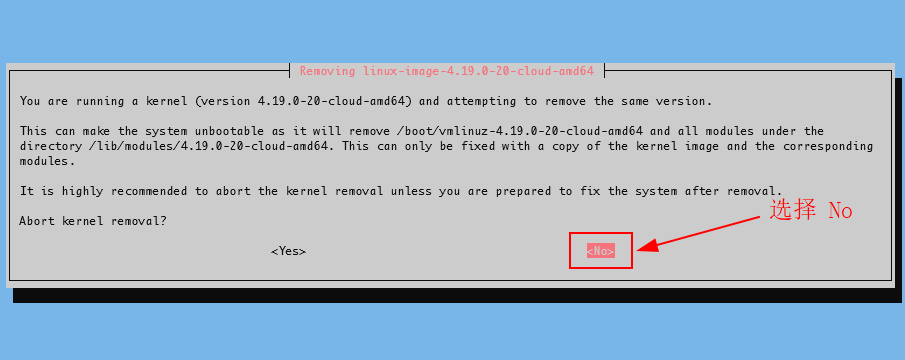 Removing linux-image-4.19.0-20-cloud-amd64
You are running a kernel (version 4.19.0-20-cloud-amd64) and attempting to remove the same version.
This can make the system unbootable as it will remove /boot/vmlinuz-4.19.0-20-cloud-amd64 and all modules under the
directory /lib/modules/4.19.0-20-cloud-amd64. This can only be fixed with a copy of the kernel image and the corresponding
modules.
It is highly recommended to abort the kernel removal unless you are prepared to fix the system after removal.
选择 No
Abort kernel removal?
<Yes> <No>